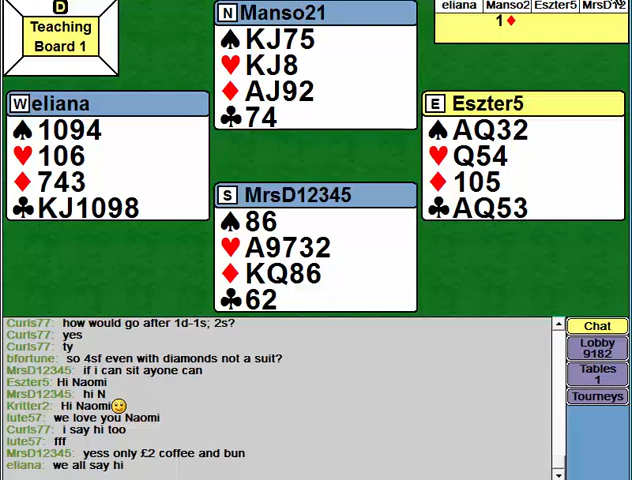 D
Teaching
Board 1
N Manso21
♠KJ75
♥KJ8
♦AJ92
♣74
eliana Manso2 Eszter5 MrsD12
1♦
W eliana
♠1094
♥106
♦743
♣KJ1098
E Eszter5
♠AQ32
♥Q54
♦105
♣AQ53
S MrsD12345
♠86
♥A9732
♦KQ86
♣62
Curls77: how would go after 1d-1s; 2s?
Curls77: yes
Curls77: ty
bfortune: so 4sf even with diamonds not a suit?
MrsD12345: if i can sit ayone can
Eszter5: Hi Naomi
MrsD12345: hi N
Kritter2: Hi Naomi
lute57: we love you Naomi
Curls77: i say hi too
lute57: fff
MrsD12345: yess only £2 coffee and bun
eliana: we all say hi
Chat
Lobby
9182
Tables
1
Tourneys